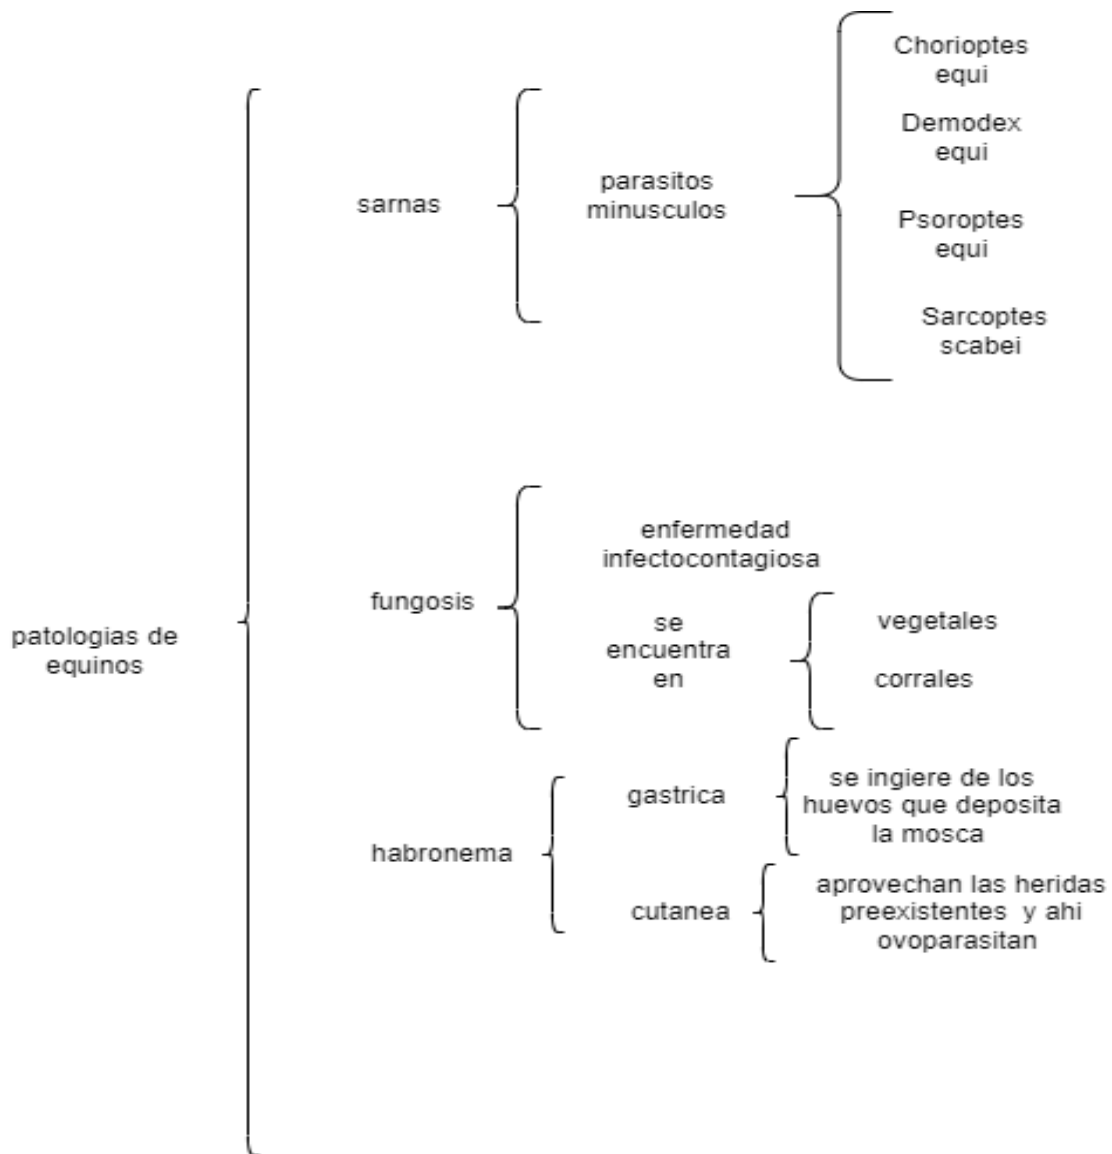 patologias de
equinos
sarnas
parasitos
minusculos
Chorioptes
equi
Demodex
equi
Psoroptes
equi
Sarcoptes
scabei
fungosis
enfermedad
infectocontagiosa
se
encuentra
en
vegetales
corrales
habronema
gastrica
se ingiere de los
huevos que deposita
la mosca
cutanea
aprovechan las heridas
preexistentes y ahi
ovoparasitan